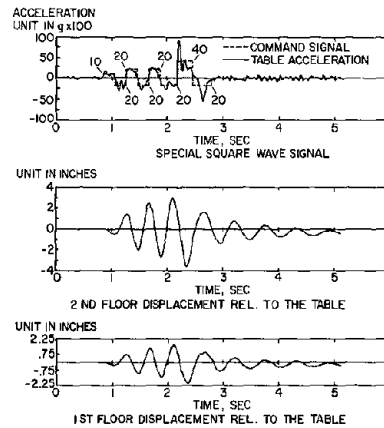 ACCELERATION
UNIT IN g x100
100
50
0
-50
-100
10
20
20
40
20
20
20
COMMAND SIGNAL
TABLE ACCELERATION
0 1 2 3 4 5
TIME, SEC
SPECIAL SQUARE WAVE SIGNAL
UNIT IN INCHES
4
2
0
-2
-4
0 1 2 3 4 5
TIME, SEC
2 ND FLOOR DISPLACEMENT REL. TO THE TABLE
UNIT IN INCHES
2.25
.75
-.75
-2.25
0 1 2 3 4 5
TIME, SEC
1ST FLOOR DISPLACEMENT REL. TO THE TABLE